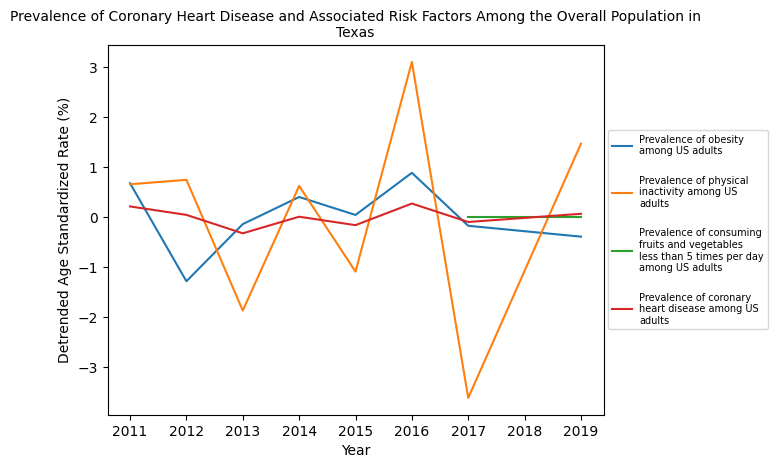 Prevalence of Coronary Heart Disease and Associated Risk Factors Among the Overall Population in
Texas
Detrended Age Standardized Rate (%)
3
2
1
0
−1
−2
−3
2011 2012 2013 2014 2015 2016 2017 2018 2019
Year
Prevalence of obesity
among US adults
Prevalence of physical
inactivity among US
adults
Prevalence of consuming
fruits and vegetables
less than 5 times per day
among US adults
Prevalence of coronary
heart disease among US
adults